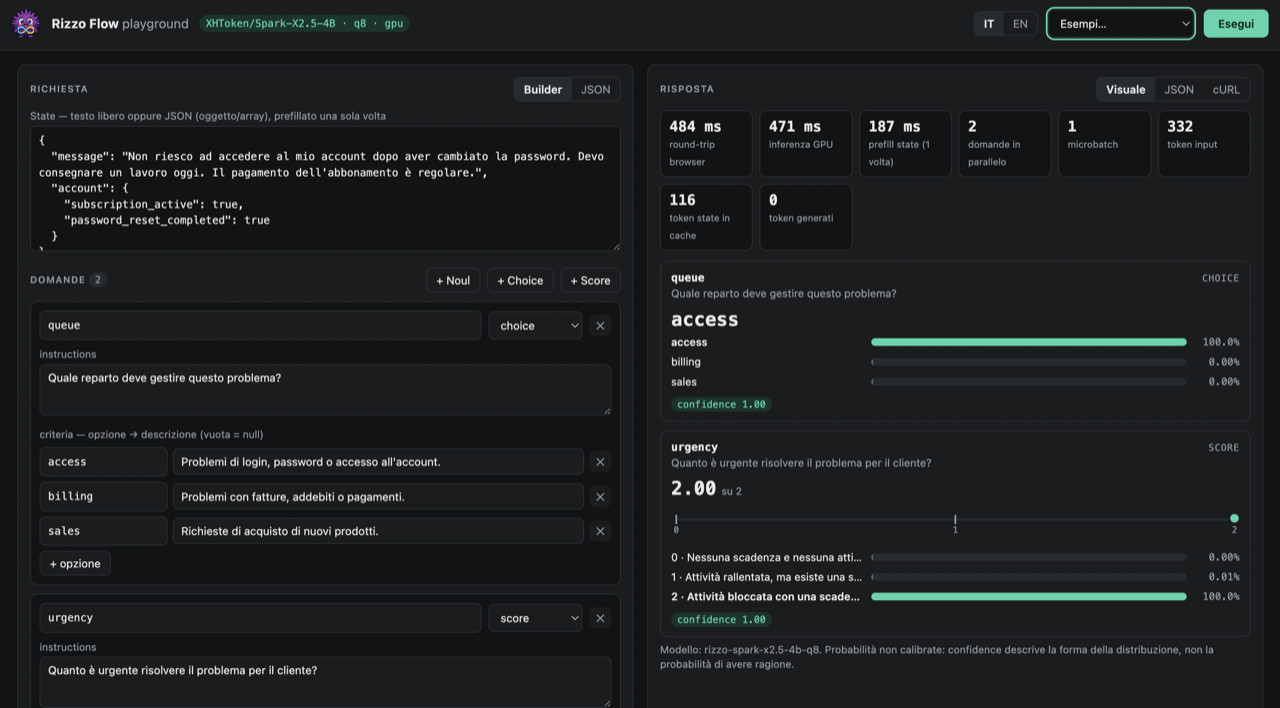 Rizzo Flow playground
XHToken/Spark-X2.5-4B · q8 · gpu
IT
EN
Esempi...
Esegui
RICHIESTA
Builder
JSON
State — testo libero oppure JSON (oggetto/array), prefillato una sola volta
{
"message": "Non riesco ad accedere al mio account dopo aver cambiato la password. Devo
consegnare un lavoro oggi. Il pagamento dell'abbonamento è regolare.",
"account": {
"subscription_active": true,
"password_reset_completed": true
}
DOMANDE 2
+ Noul
+ Choice
+ Score
queue
choice
instructions
Quale reparto deve gestire questo problema?
criteria — opzione → descrizione (vuota = null)
access
Problemi di login, password o accesso all'account.
billing
Problemi con fatture, addebiti o pagamenti.
sales
Richieste di acquisto di nuovi prodotti.
+ opzione
urgency
score
instructions
Quanto è urgente risolvere il problema per il cliente?
RISPOSTA
Visuale
JSON
cURL
484 ms
round-trip
browser
471 ms
inferenza GPU
187 ms
prefill state (1
volta)
2
domande in
parallelo
1
microbatch
332
token input
116
token state in
cache
0
token generati
queue
CHOICE
Quale reparto deve gestire questo problema?
access
access
100.0%
billing
0.00%
sales
0.00%
confidence 1.00
urgency
SCORE
Quanto è urgente risolvere il problema per il cliente?
2.00 su 2
0
1
2
0 · Nessuna scadenza e nessuna atti...
0.00%
1 · Attività rallentata, ma esiste una s...
0.01%
2 · Attività bloccata con una scade...
100.0%
confidence 1.00
Modello: rizzo-spark-x2.5-4b-q8. Probabilità non calibrate: confidence descrive la forma della distribuzione, non la
probabilità di avere ragione.